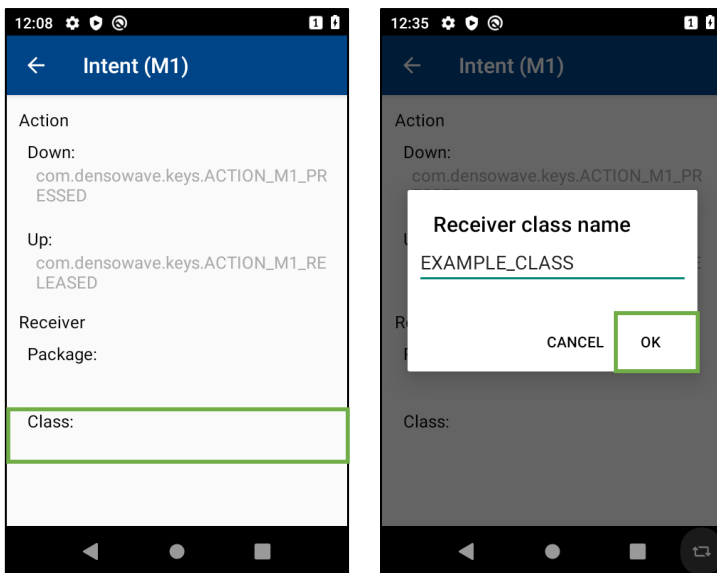 12:08
1
Intent (M1)
Action
Down:
com.densowave.keys.ACTION_M1_PR
ESSED
Up:
com.densowave.keys.ACTION_M1_RE
LEASED
Receiver
Package:
Class:
12:35
1
Intent (M1)
Action
Down:
com.densowave.keys.ACTION_M1_PR
Receiver class name
EXAMPLE_CLASS
CANCEL OK
Class: